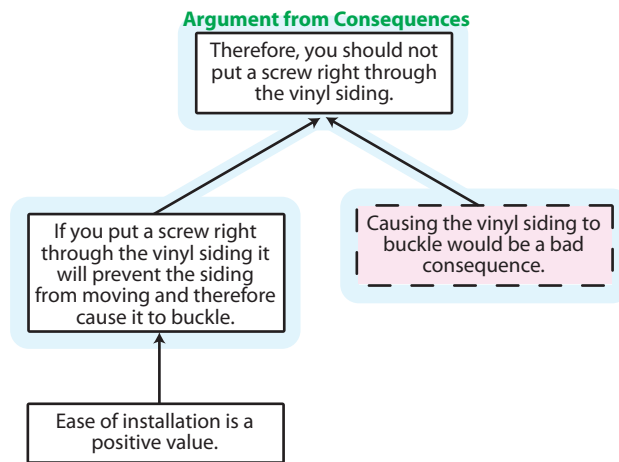 Argument from Consequences
Therefore, you should not
put a screw right through
the vinyl siding.
If you put a screw right
through the vinyl siding it
will prevent the siding
from moving and therefore
cause it to buckle.
Causing the vinyl siding to
buckle would be a bad
consequence.
Ease of installation is a
positive value.